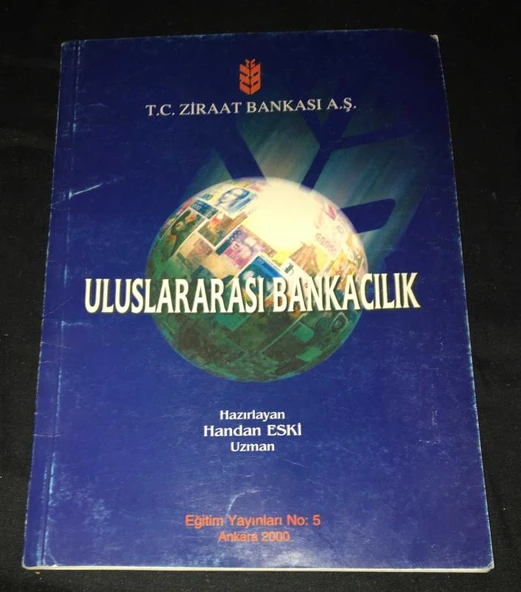 T.C. ZİRAAT BANKASI A.Ş.
ULUSLARARASI BANKACILIK
Hazırlayan
Handan ESKİ
Uzman
Eğitim Yayınları No: 5
Ankara 2000